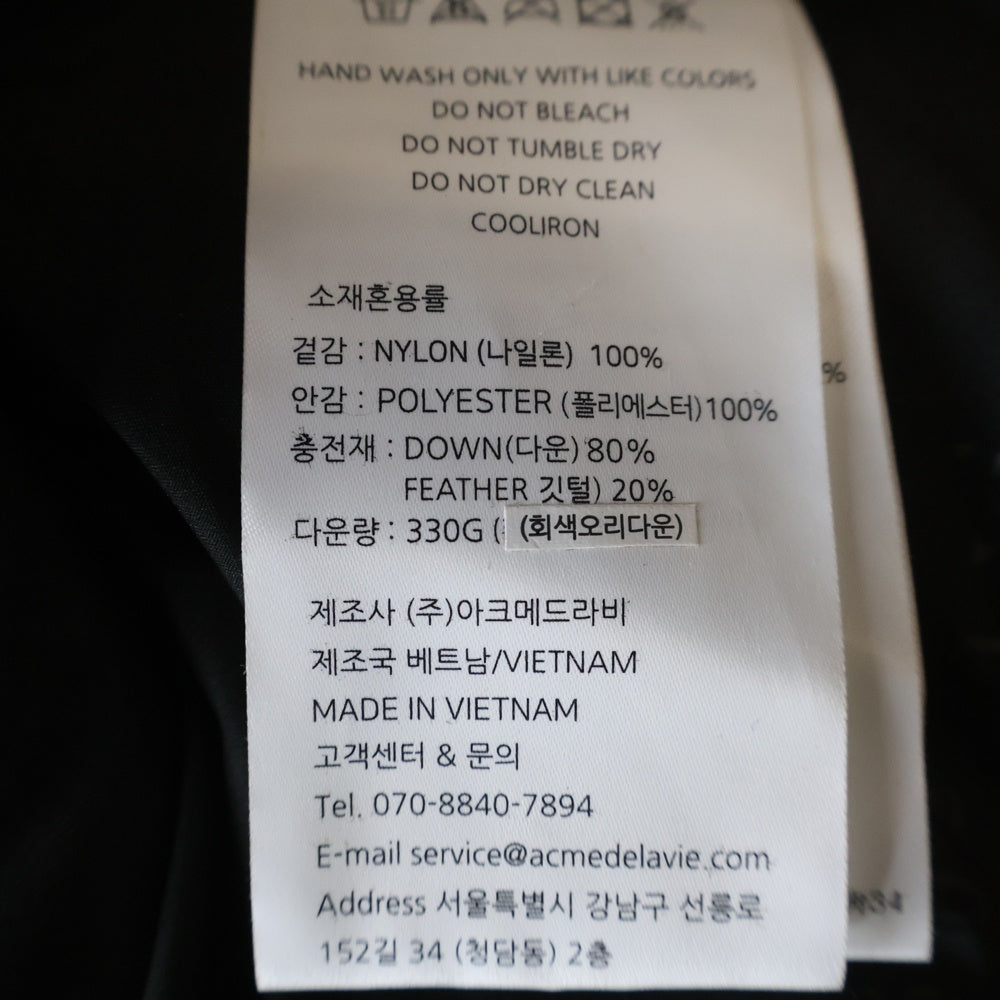 HAND WASH ONLY WITH LIKE COLORS
DO NOT BLEACH
DO NOT TUMBLE DRY
DO NOT DRY CLEAN
COOLIRON
소재혼용률
겉감 : NYLON (나일론) 100%
안감 : POLYESTER (폴리에스터)100%
충전재 : DOWN(다운) 80%
FEATHER 깃털) 20%
다운량 : 330G ( (회색오리다운)
제조사 (주)아크메드라비
제조국 베트남/VIETNAM
MADE IN VIETNAM
고객센터 & 문의
Tel. 070-8840-7894
E-mail service@acmedelavie.com
Address 서울특별시 강남구 선릉로
152길 34 (청담동) 2층
%